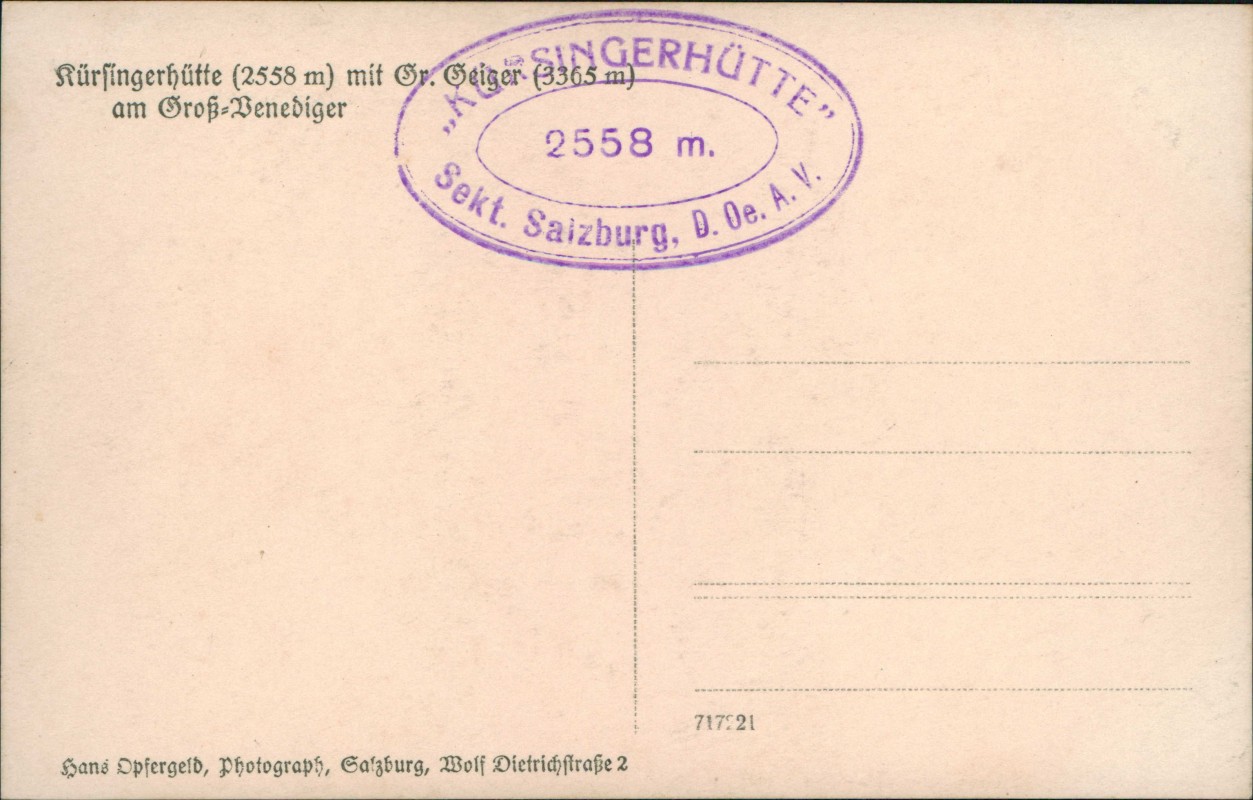 Kürsingerhütte (2558 m) mit Gr. Geiger (3365 m)
am Groß-Venediger
„KÜRSINGERHÜTTE”
2558 m.
Sekt. Salzburg, D. Oe. A. V.
Hans Opfergeld, Photograph, Salzburg, Wolf Dietrichstraße 2